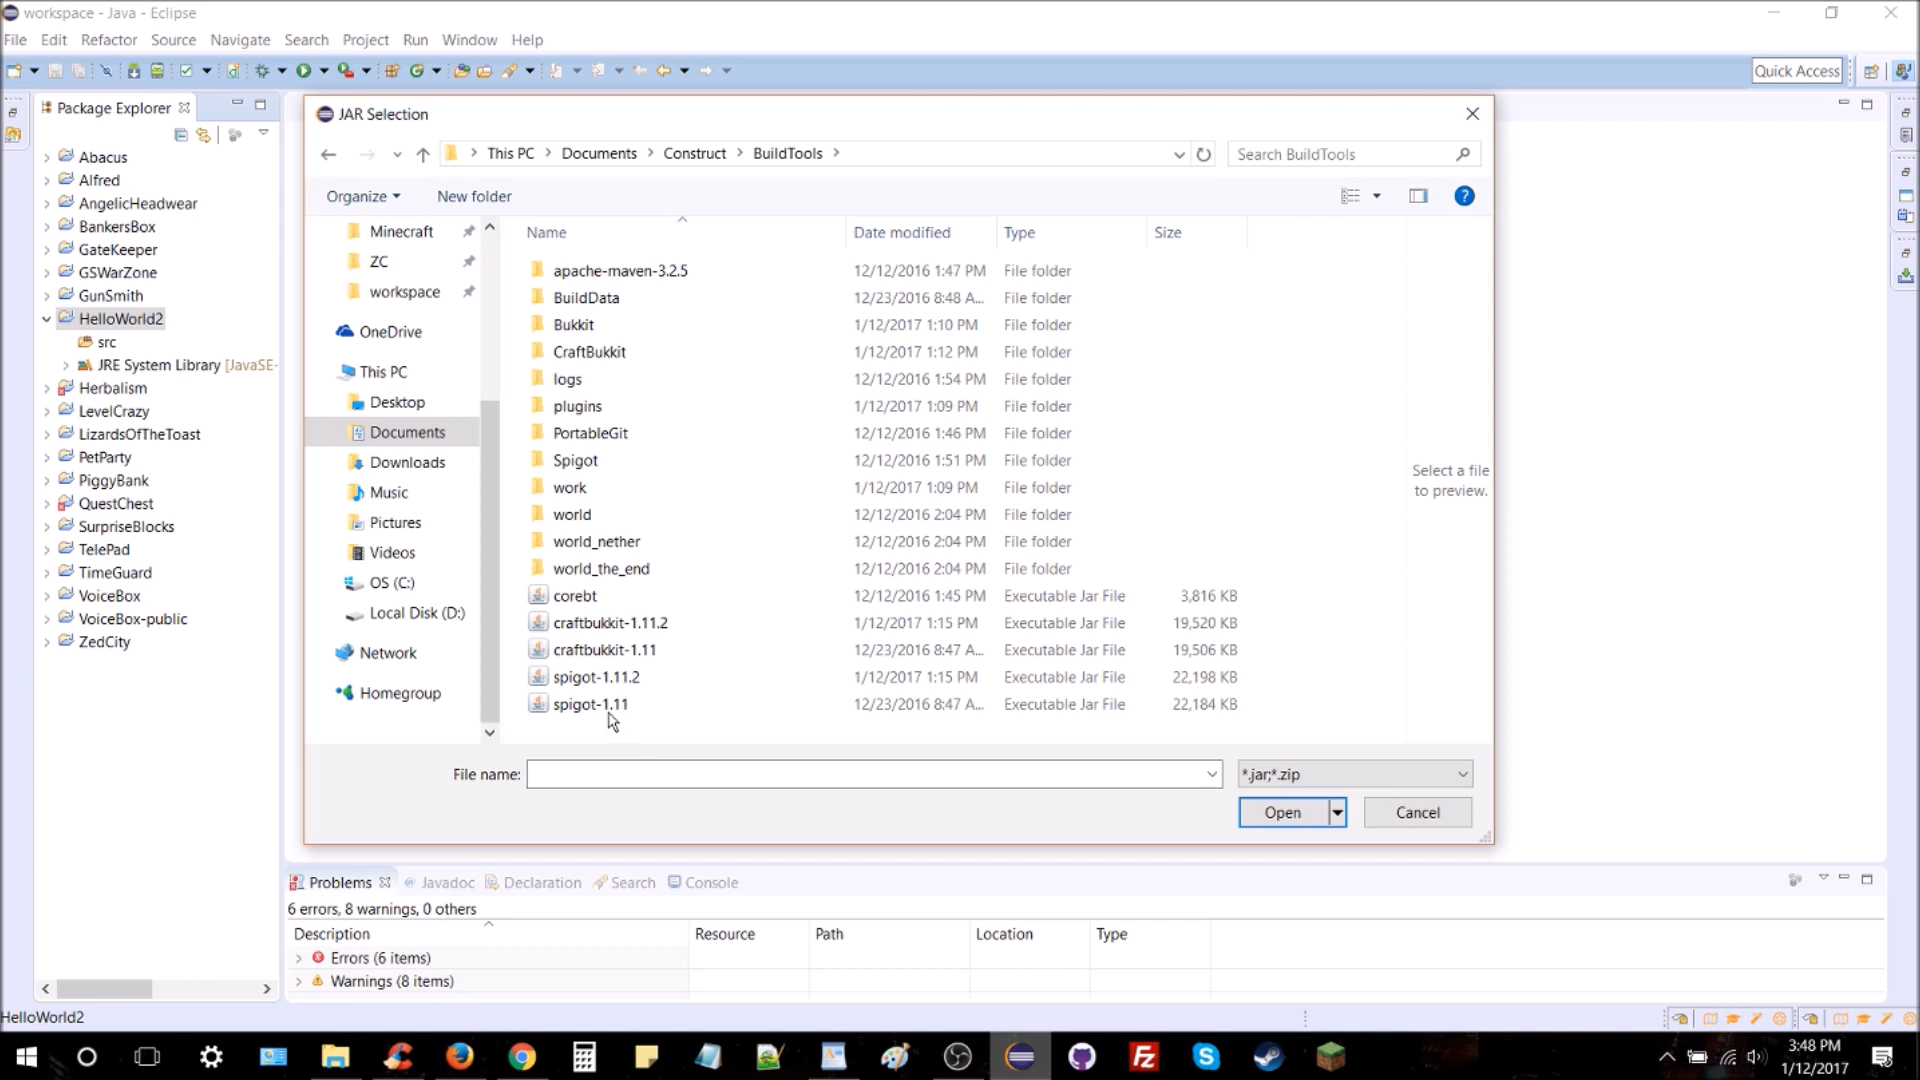 workspace - Java - Eclipse
File Edit Refactor Source Navigate Search Project Run Window Help
Quick Access
Package Explorer
Abacus
Alfred
AngelicHeadwear
BankersBox
GateKeeper
GSWarZone
GunSmith
HelloWorld2
src
JRE System Library [JavaSE-
Herbalism
LevelCrazy
LizardsOfTheToast
PetParty
PiggyBank
QuestChest
SurpriseBlocks
TelePad
TimeGuard
VoiceBox
VoiceBox-public
ZedCity
JAR Selection
This PC > Documents > Construct > BuildTools >
Search BuildTools
Organize New folder
Minecraft
ZC
workspace
OneDrive
This PC
Desktop
Documents
Downloads
Music
Pictures
Videos
OS (C:)
Local Disk (D:)
Network
Homegroup
Name Date modified Type Size
apache-maven-3.2.5 12/12/2016 1:47 PM File folder
BuildData 12/23/2016 8:48 A... File folder
Bukkit 1/12/2017 1:10 PM File folder
CraftBukkit 1/12/2017 1:12 PM File folder
logs 12/12/2016 1:54 PM File folder
plugins 1/12/2017 1:09 PM File folder
PortableGit 12/12/2016 1:46 PM File folder
Spigot 12/12/2016 1:51 PM File folder
work 1/12/2017 1:09 PM File folder
world 12/12/2016 2:04 PM File folder
world_nether 12/12/2016 2:04 PM File folder
world_the_end 12/12/2016 2:04 PM File folder
corebt 12/12/2016 1:45 PM Executable Jar File 3,816 KB
craftbukkit-1.11.2 1/12/2017 1:15 PM Executable Jar File 19,520 KB
craftbukkit-1.11 12/23/2016 8:47 A... Executable Jar File 19,506 KB
spigot-1.11.2 1/12/2017 1:15 PM Executable Jar File 22,198 KB
spigot-1.11 12/23/2016 8:47 A... Executable Jar File 22,184 KB
Select a file
to preview.
File name: *.jar;*.zip
Open Cancel
Problems Javadoc Declaration Search Console
6 errors, 8 warnings, 0 others
Description Resource Path Location Type
Errors (6 items)
Warnings (8 items)
HelloWorld2
3:48 PM
1/12/2017